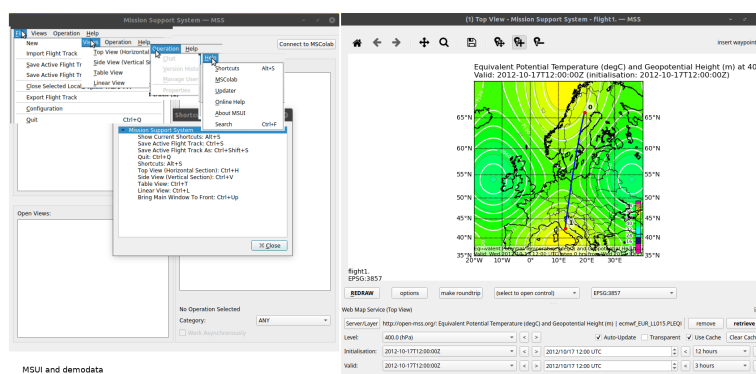 Mission Support System — MSS
File Views Operation Help
New
Import Flight Track
Save Active Flight Tr
Save Active Flight Tr
Close Selected Local
Export Flight Track
Configuration
Quit Ctrl+Q
Views Operation Help
Top View (Horizontal
Side View (Vertical S
Table View
Linear View
Operation Help
Chat
Version History
Manage User
Properties
Help
Shortcuts Alt+S
MSColab
Updater
Online Help
About MSUI
Search Ctrl+F
Connect to MSColab
Mission Support System
Show Current Shortcuts: Alt+S
Save Active Flight Track: Ctrl+S
Save Active Flight Track As: Ctrl+Shift+S
Quit: Ctrl+Q
Shortcuts: Alt+S
Top View (Horizontal Section): Ctrl+H
Side View (Vertical Section): Ctrl+V
Table View: Ctrl+T
Linear View: Ctrl+L
Bring Main Window To Front: Ctrl+Up
Close
Open Views:
No Operation Selected
Category: ANY
Work Asynchronously
MSUI and demodata
(1) Top View - Mission Support System - flight1. — MSS
insert waypoint
Equivalent Potential Temperature (degC) and Geopotential Height (m) at 40
Valid: 2012-10-17T12:00:00Z (initialisation: 2012-10-17T12:00:00Z)
65°N 65°N
60°N 60°N
55°N 55°N
50°N 50°N
45°N 45°N
40°N 40°N
35°N 35°N
20°W 10°W 0° 10°E 20°E 30°E
0
1
flight1.
EPSG:3857
REDRAW options make roundtrip (select to open control) EPSG:3857
Web Map Service (Top View)
Server/Layer http://open-mss.org/: Equivalent Potential Temperature (degC) and Geopotential Height (m) | ecmwf_EUR_LL015.PLEQI remove retrieve
Level: 400.0 (hPa) < > Auto-Update Transparent Use Cache Clear Cach
Initialisation: 2012-10-17T12:00:00Z < > 2012/10/17 12:00 UTC < 12 hours
Valid: 2012-10-17T12:00:00Z < > 2012/10/17 12:00 UTC < 3 hours